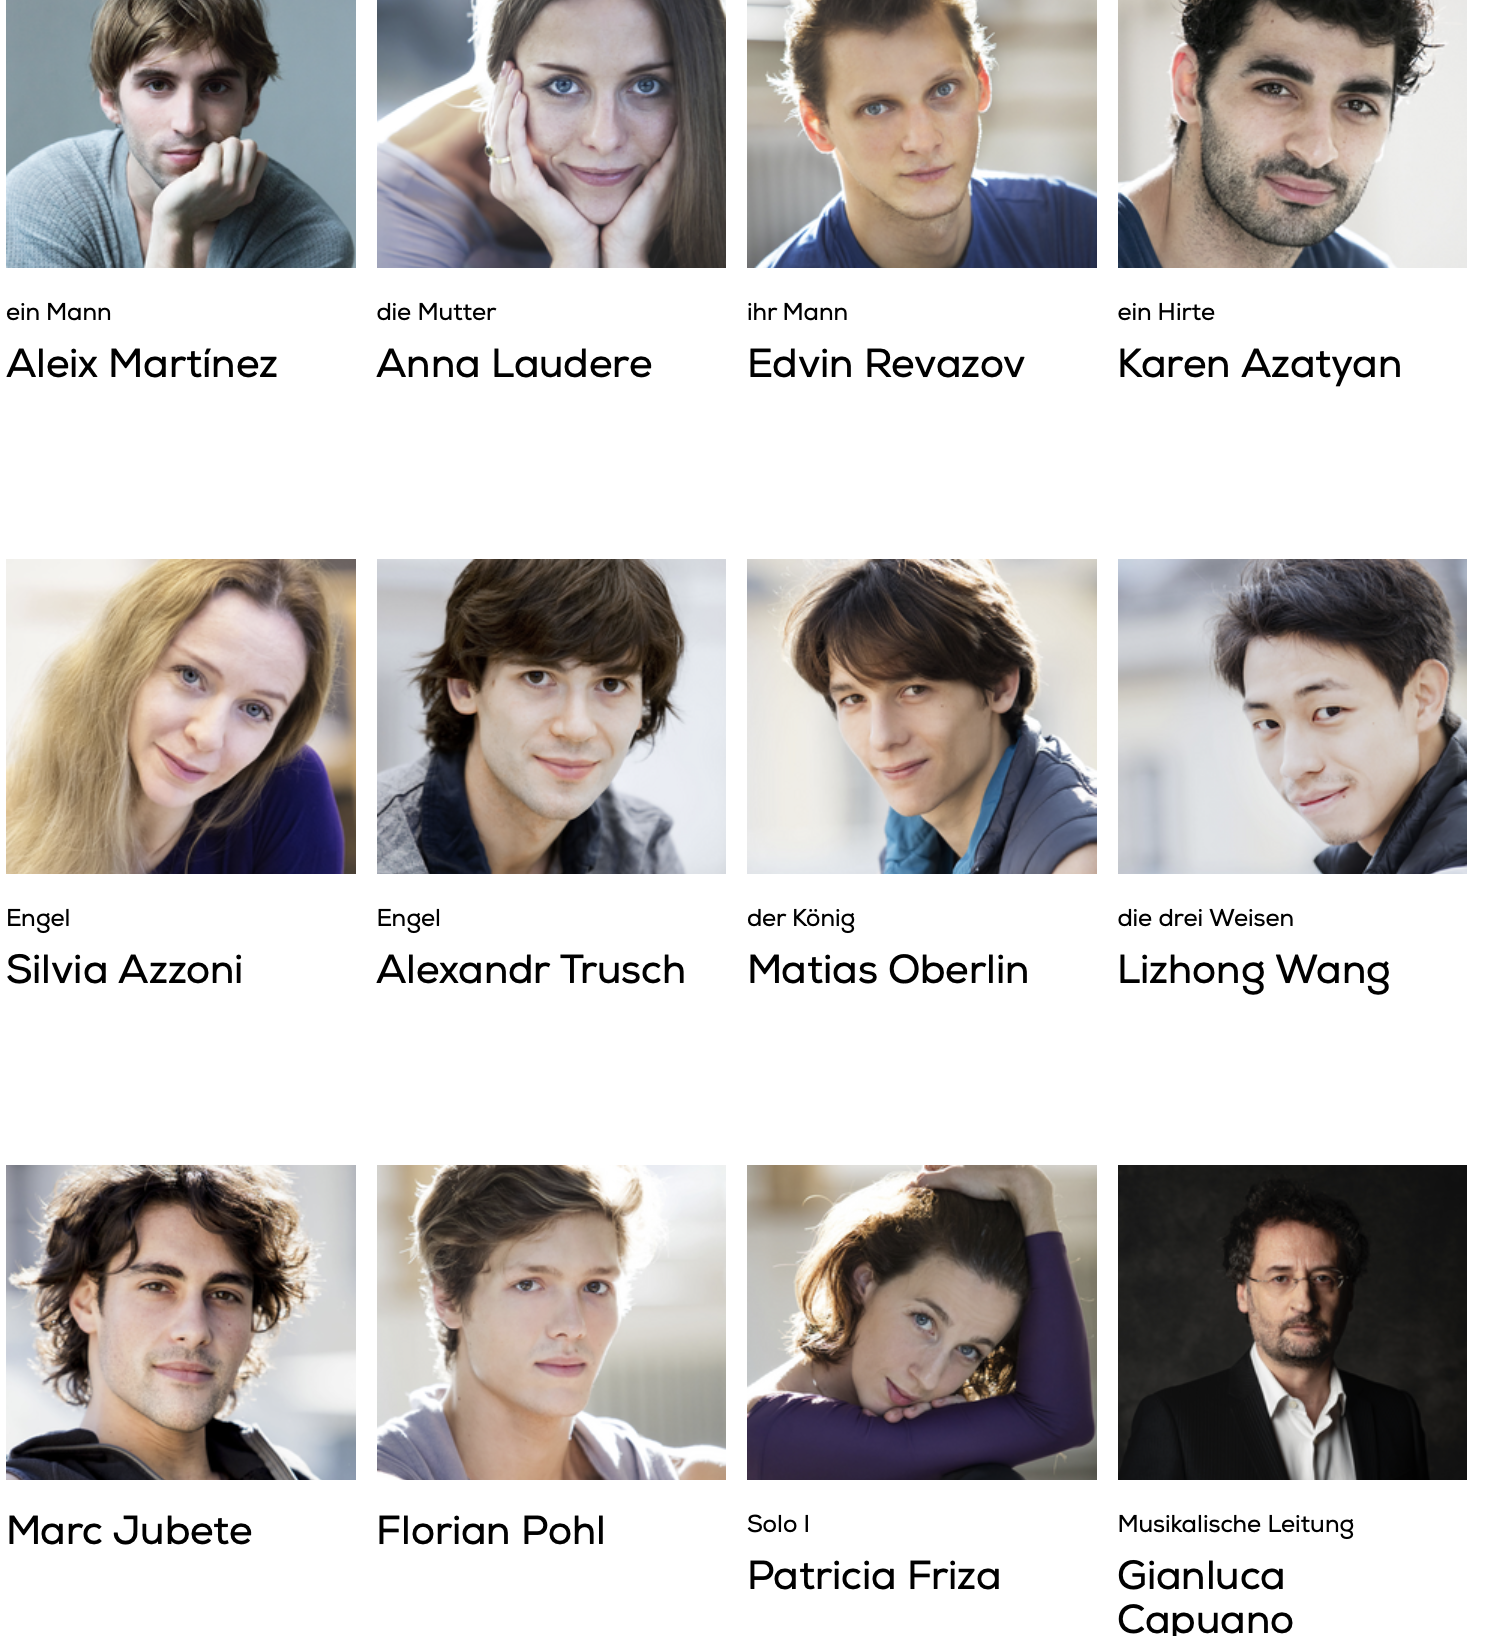 ein Mann
Aleix Martínez
die Mutter
Anna Laudere
ihr Mann
Edvin Revazov
ein Hirte
Karen Azatyan
Engel
Silvia Azzoni
Engel
Alexandr Trusch
der König
Matias Oberlin
die drei Weisen
Lizhong Wang
Marc Jubete
Florian Pohl
Solo I
Patricia Friza
Musikalische Leitung
Gianluca
Capuano